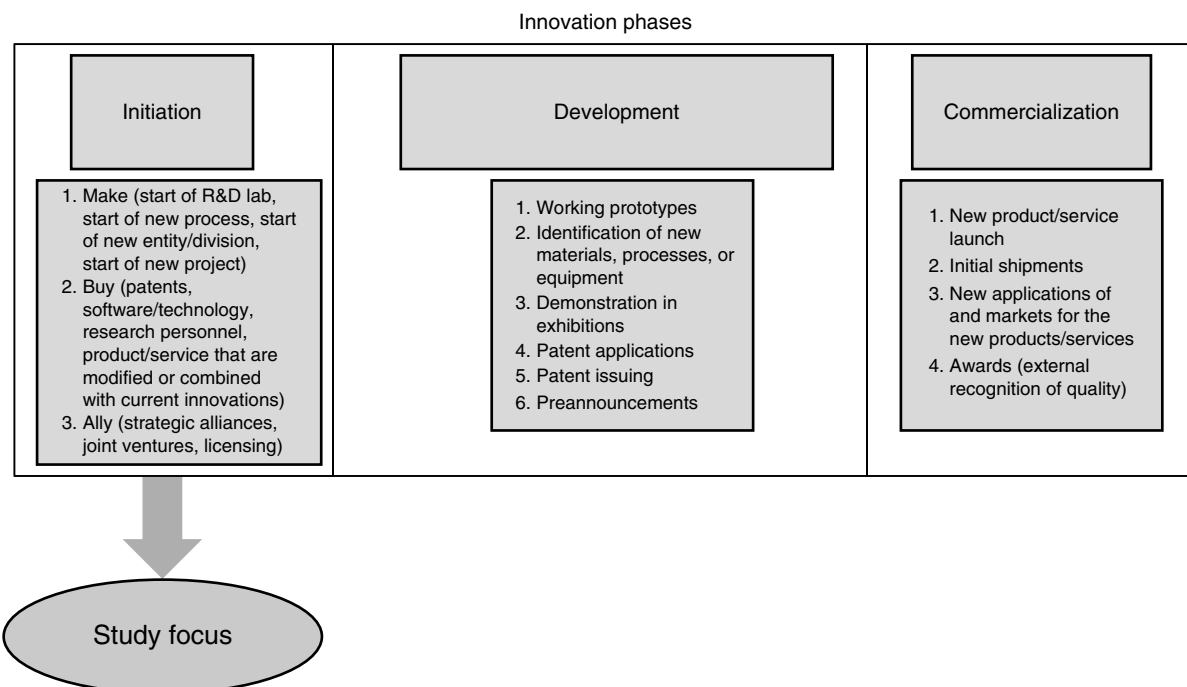 Innovation phases
Initiation
Development
Commercialization
1. Make (start of R&D lab,
start of new process, start
of new entity/division,
start of new project)
2. Buy (patents,
software/technology,
research personnel,
product/service that are
modified or combined
with current innovations)
3. Ally (strategic alliances,
joint ventures, licensing)
1. Working prototypes
2. Identification of new
materials, processes, or
equipment
3. Demonstration in
exhibitions
4. Patent applications
5. Patent issuing
6. Preannouncements
1. New product/service
launch
2. Initial shipments
3. New applications of
and markets for the
new products/services
4. Awards (external
recognition of quality)
Study focus